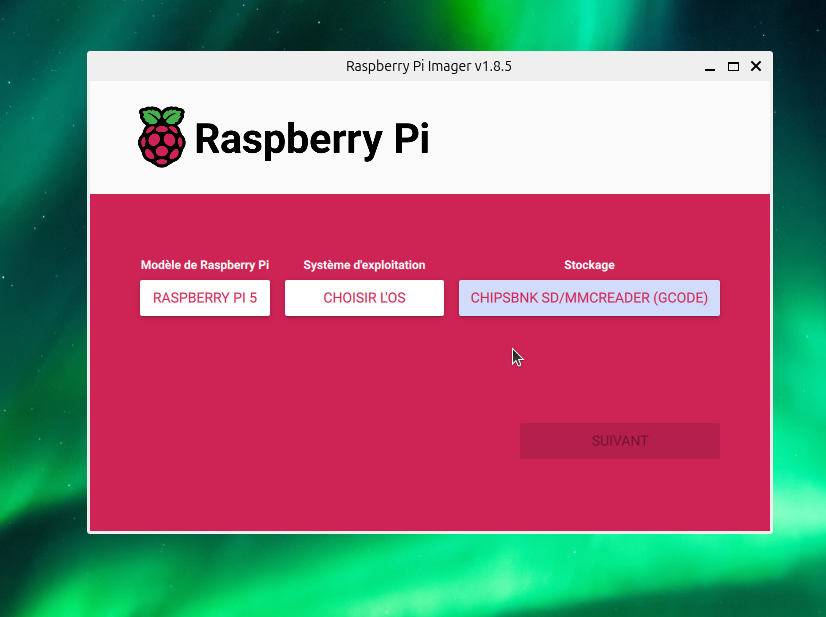 Raspberry Pi Imager v1.8.5
Raspberry Pi
Modèle de Raspberry Pi
Système d'exploitation
Stockage
RASPBERRY PI 5
CHOISIR L'OS
CHIPSBNK SD/MMCREADER (GCODE)
SUIVANT